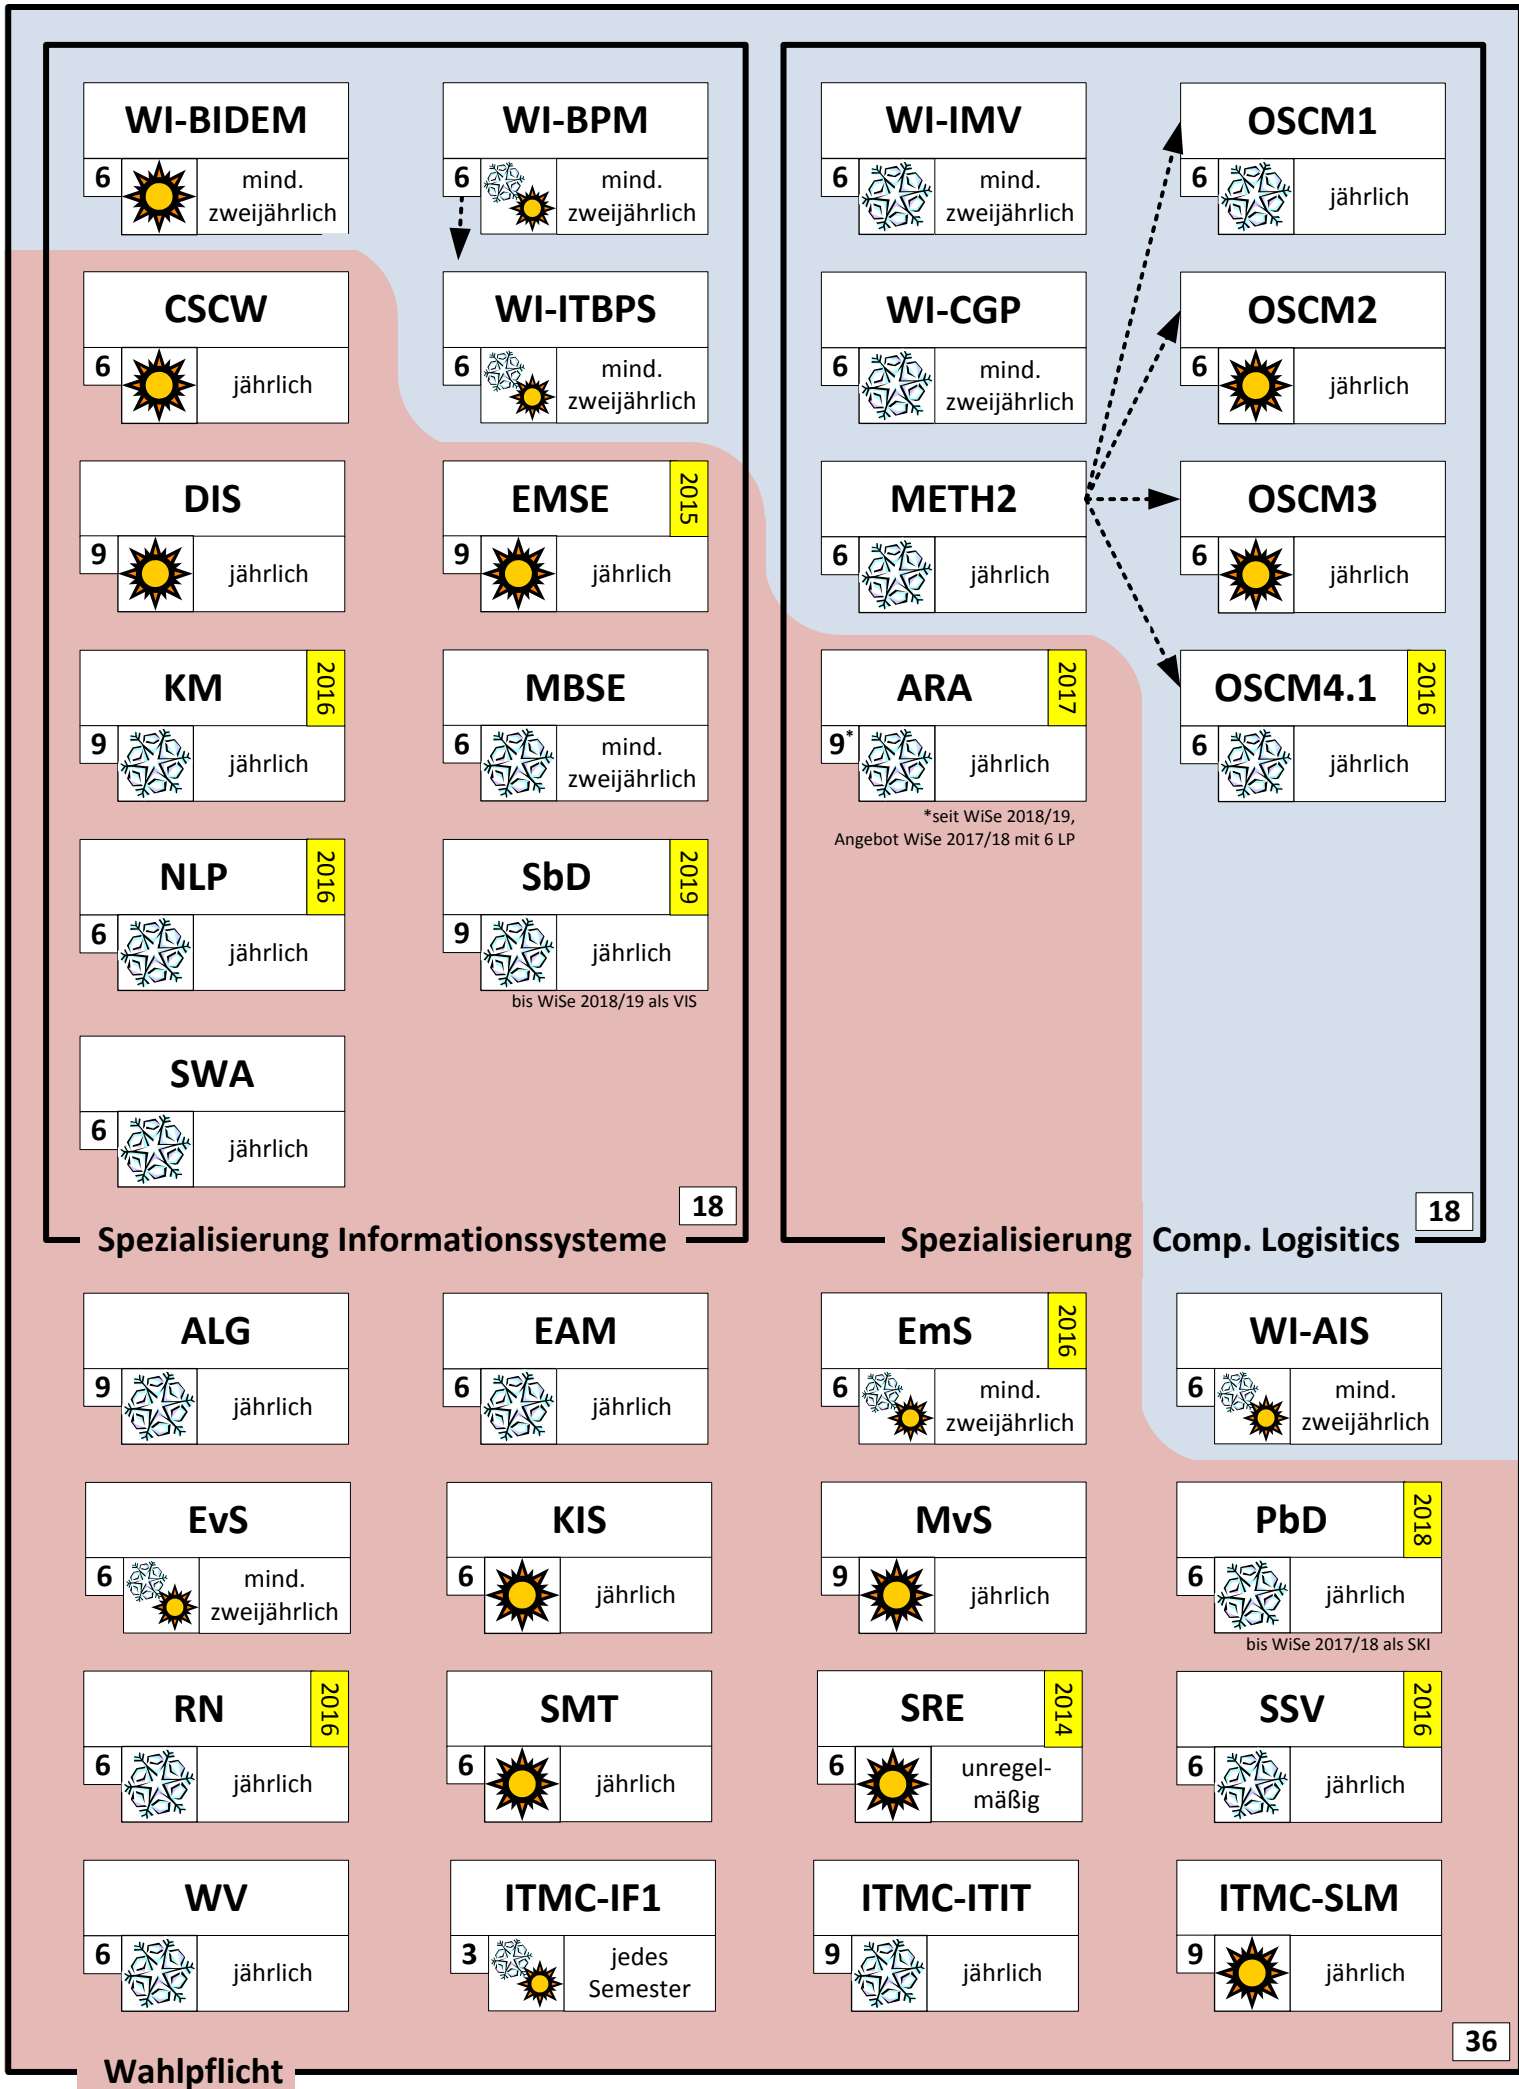 WI-BIDEM
6
mind.
zweijährlich
WI-BPM
6
mind.
zweijährlich
CSCW
6
jährlich
WI-ITBPS
6
mind.
zweijährlich
DIS
9
jährlich
EMSE
2015
9
jährlich
KM
2016
9
jährlich
MBSE
6
mind.
zweijährlich
NLP
2016
6
jährlich
SbD
2019
9
jährlich
bis WiSe 2018/19 als VIS
SWA
6
jährlich
18
Spezialisierung Informationssysteme
WI-IMV
6
mind.
zweijährlich
OSCM1
6
jährlich
WI-CGP
6
mind.
zweijährlich
OSCM2
6
jährlich
METH2
6
jährlich
OSCM3
6
jährlich
ARA
2017
9*
jährlich
*seit WiSe 2018/19,
Angebot WiSe 2017/18 mit 6 LP
OSCM4.1
2016
6
jährlich
18
Spezialisierung Comp. Logisitics
ALG
9
jährlich
EAM
6
jährlich
EmS
2016
6
mind.
zweijährlich
WI-AIS
6
mind.
zweijährlich
EvS
6
mind.
zweijährlich
KIS
6
jährlich
MvS
9
jährlich
PbD
2018
6
jährlich
bis WiSe 2017/18 als SKI
RN
2016
6
jährlich
SMT
6
jährlich
SRE
2014
6
unregel-
mäßig
SSV
2016
6
jährlich
WV
6
jährlich
ITMC-IF1
3
jedes
Semester
ITMC-ITIT
9
jährlich
ITMC-SLM
9
jährlich
36
Wahlpflicht